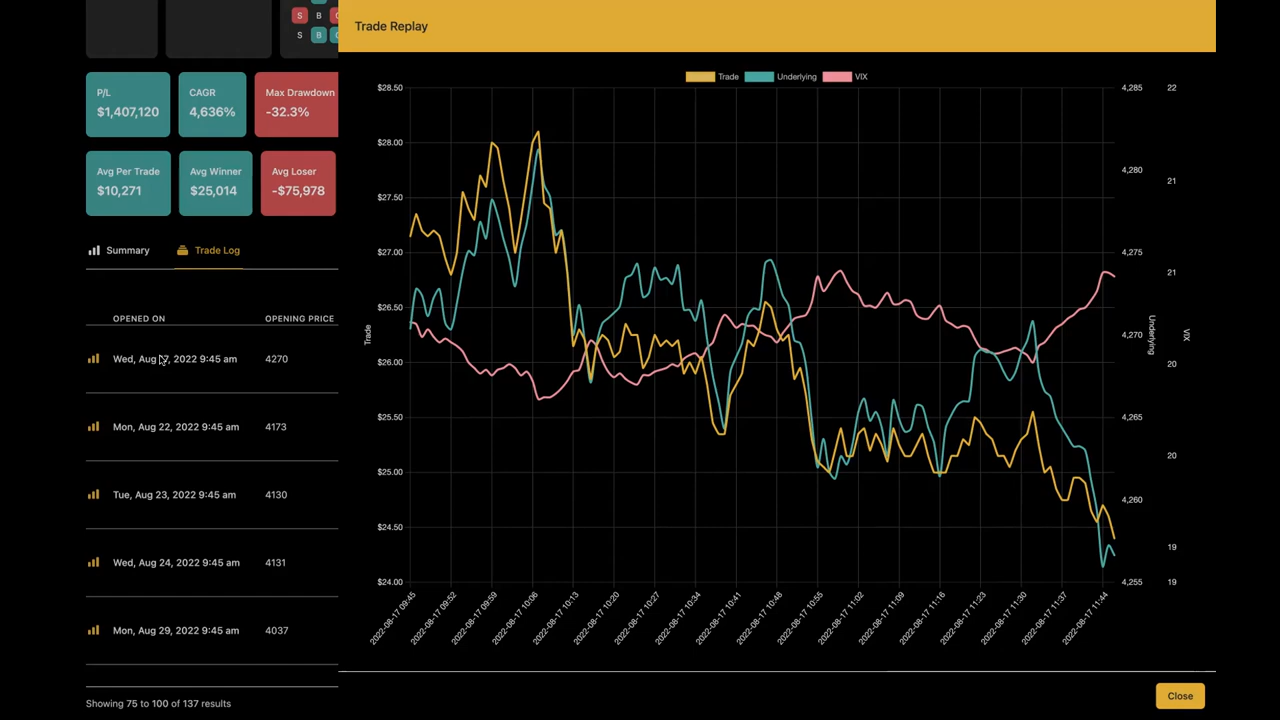 S B C
S B C
Trade Replay
P/L
$1,407,120
CAGR
4,636%
Max Drawdown
-32.3%
Avg Per Trade
$10,271
Avg Winner
$25,014
Avg Loser
-$75,978
Summary
Trade Log
OPENED ON OPENING PRICE
Wed, Aug 17, 2022 9:45 am 4270
Mon, Aug 22, 2022 9:45 am 4173
Tue, Aug 23, 2022 9:45 am 4130
Wed, Aug 24, 2022 9:45 am 4131
Mon, Aug 29, 2022 9:45 am 4037
Showing 75 to 100 of 137 results
Trade Underlying VIX
$28.50
$28.00
$27.50
$27.00
$26.50
$26.00
$25.50
$25.00
$24.50
$24.00
Trade
4,285
4,280
4,275
4,270
4,265
4,260
4,255
Underlying
22
21
21
20
20
19
19
VIX
2022-08-17 09:45
2022-08-17 09:52
2022-08-17 09:59
2022-08-17 10:06
2022-08-17 10:13
2022-08-17 10:20
2022-08-17 10:27
2022-08-17 10:34
2022-08-17 10:41
2022-08-17 10:48
2022-08-17 10:55
2022-08-17 11:02
2022-08-17 11:09
2022-08-17 11:16
2022-08-17 11:23
2022-08-17 11:30
2022-08-17 11:37
2022-08-17 11:44
Close